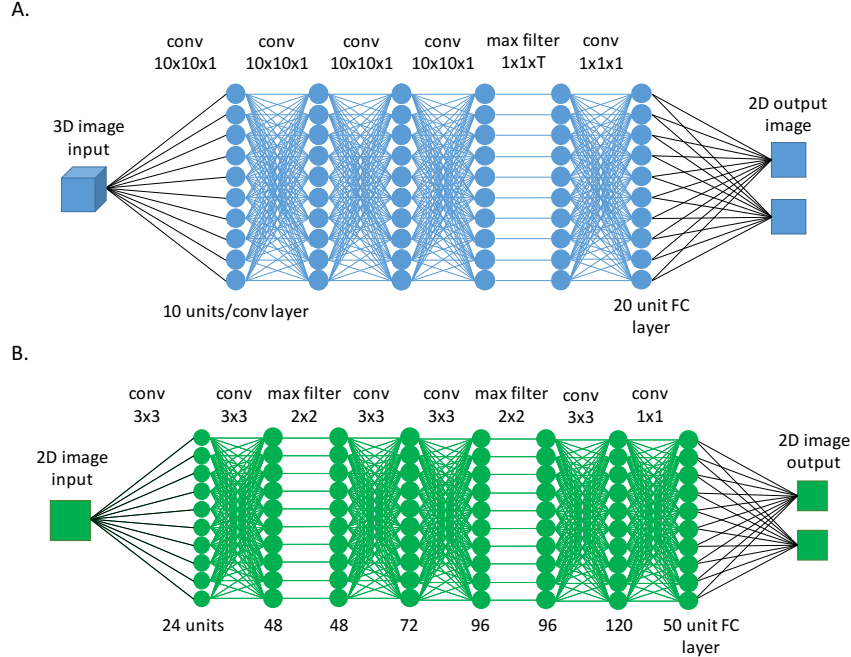 A.
conv
10x10x1
conv
10x10x1
conv
10x10x1
conv
10x10x1
max filter
1x1xT
conv
1x1x1
3D image
input
2D output
image
10 units/conv layer
20 unit FC
layer
B.
conv
3x3
conv
3x3
max filter
2x2
conv
3x3
conv
3x3
max filter
2x2
conv
3x3
conv
1x1
2D image
input
2D image
output
24 units
48
48
72
96
96
120
50 unit FC
layer